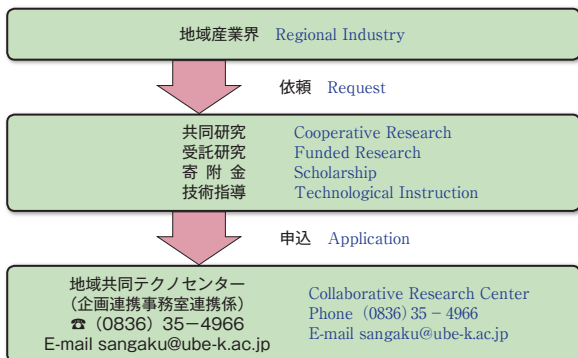 地域産業界 Regional Industry
依頼 Request
共同研究 Cooperative Research
受託研究 Funded Research
寄 附 金 Scholarship
技術指導 Technological Instruction
申込 Application
地域共同テクノセンター
(企画連携事務室連携係)
☎ (0836) 35−4966
E-mail sangaku@ube-k.ac.jp
Collaborative Research Center
Phone (0836) 35 − 4966
E-mail sangaku@ube-k.ac.jp